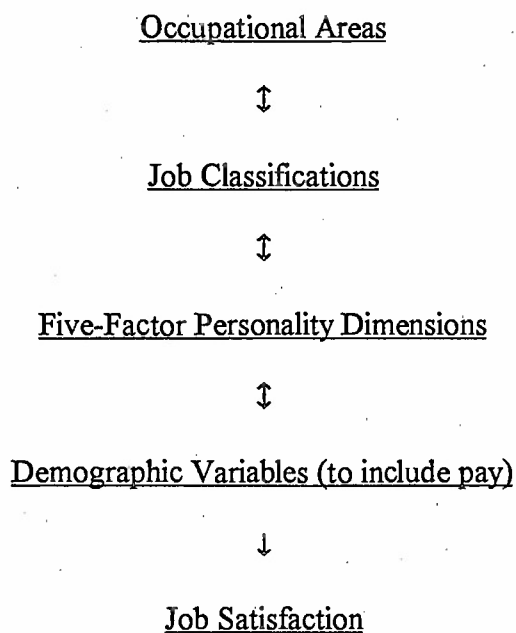 Occupational Areas
↕
Job Classifications
↕
Five-Factor Personality Dimensions
↕
Demographic Variables (to include pay)
↓
Job Satisfaction